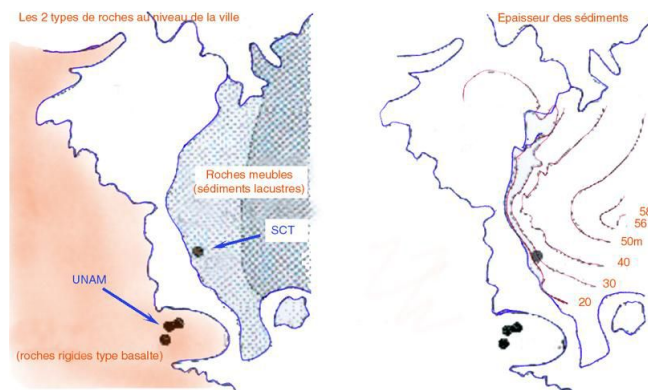 Les 2 types de roches au niveau de la ville
Roches meubles
(sédiments lacustres)
SCT
UNAM
(roches rigides type basalte)
Epaisseur des sédiments
58
56
50m
40
30
20